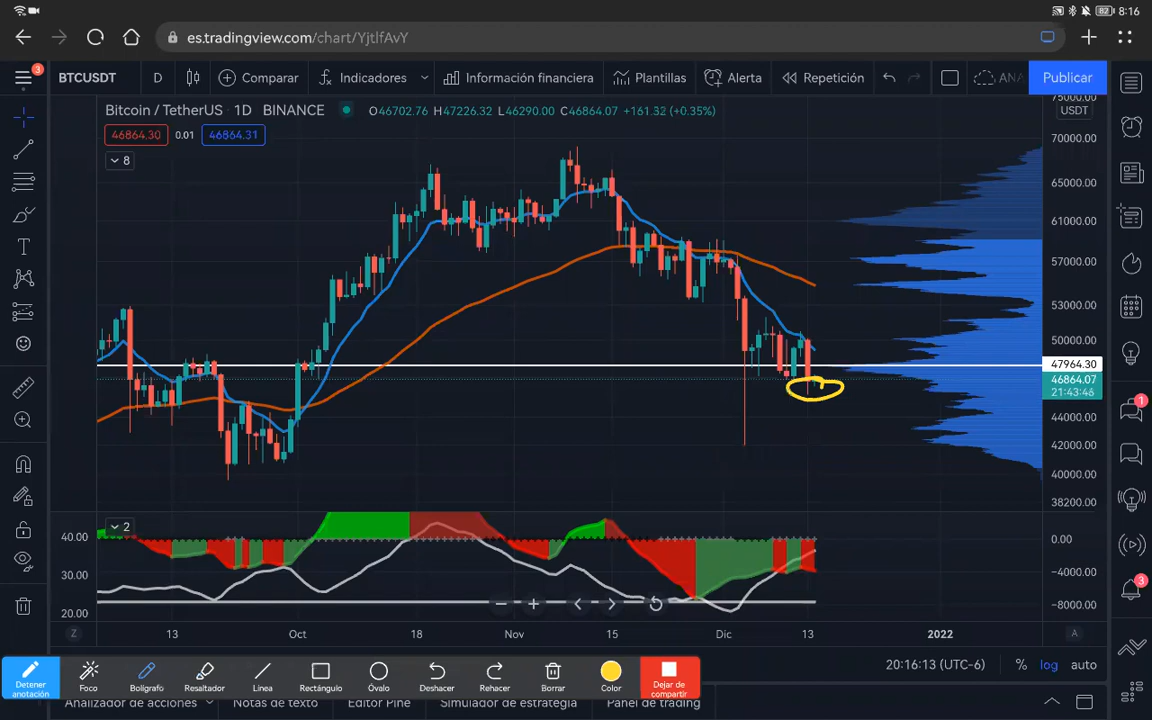 82 8:16
es.tradingview.com/chart/YjtlfAvY
3 BTCUSDT D Comparar Indicadores Información financiera Plantillas Alerta Repetición ANA Publicar
Bitcoin / TetherUS 1D BINANCE O46702.76 H47226.32 L46290.00 C46864.07 +161.32 (+0.35%)
46864.30 0.01 46864.31
8
75000.00
USDT
70000.00
65000.00
61000.00
57000.00
53000.00
50000.00
47964.30
46864.07
21:43:46
44000.00
42000.00
40000.00
38200.00
1
3
2
40.00
30.00
20.00
0.00
−4000.00
−8000.00
Z 13 Oct 18 Nov 15 Dic 13 2022 A
20:16:13 (UTC-6) % log auto
Detener anotación
Foco
Bolígrafo
Resaltador
Línea
Rectángulo
Óvalo
Deshacer
Rehacer
Borrar
Color
Dejar de compartir
Analizador de acciones Notas de texto Editor Pine Simulador de estrategia Panel de trading